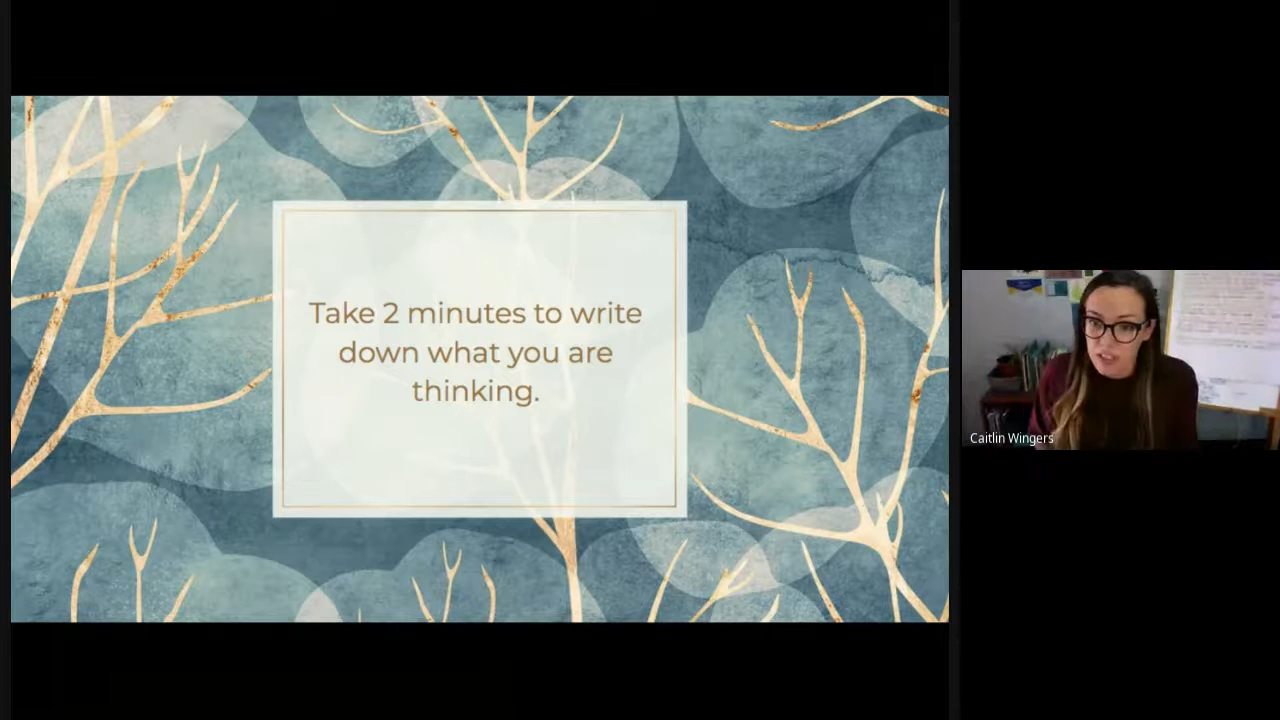 Take 2 minutes to write
down what you are
thinking.
Caitlin Wingers